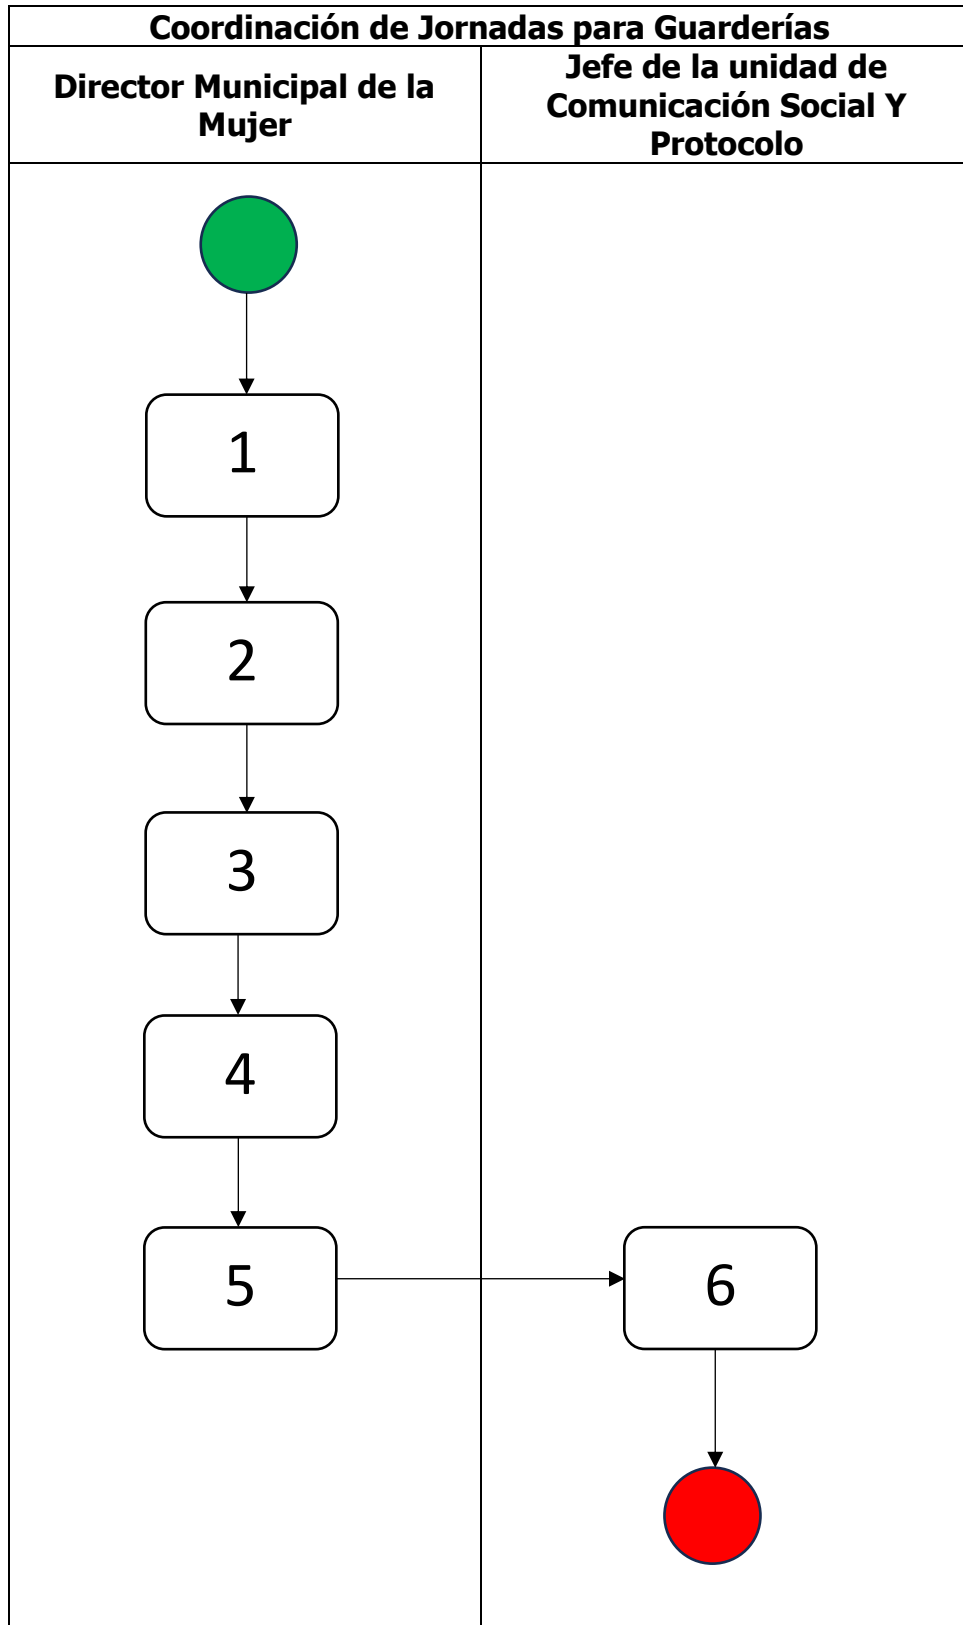 Coordinación de Jornadas para Guarderías
Director Municipal de la
Mujer
Jefe de la unidad de
Comunicación Social Y
Protocolo
1
2
3
4
5
6